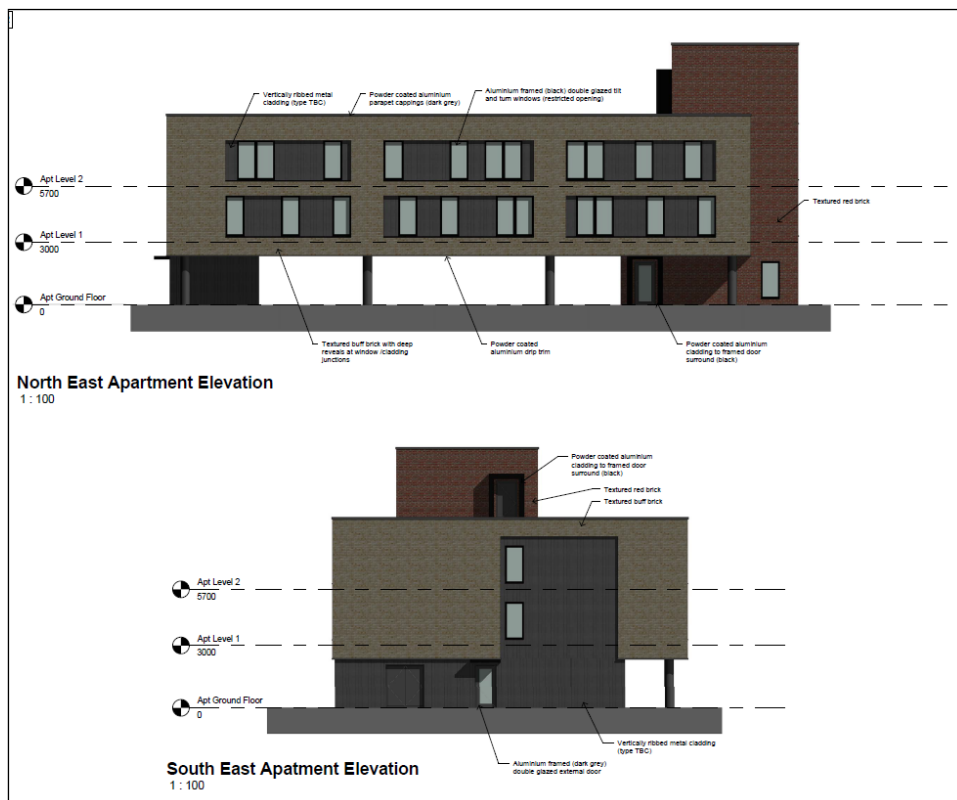 Vertically ribbed metal
cladding (type TBC)
Powder coated aluminium
parapet cappings (dark grey)
Aluminium framed (black) double glazed tilt
and turn windows (restricted opening)
Apt Level 2
5700
Textured red brick
Apt Level 1
3000
Apt Ground Floor
0
Textured buff brick with deep
reveals at window /cladding
junctions
Powder coated
aluminium drip trim
Powder coated aluminium
cladding to framed door
surround (black)
North East Apartment Elevation
1 : 100
Powder coated aluminium
cladding to framed door
surround (black)
Textured red brick
Textured buff brick
Apt Level 2
5700
Apt Level 1
3000
Apt Ground Floor
0
Vertically ribbed metal cladding
(type TBC)
Aluminium framed (dark grey)
double glazed external door
South East Apatment Elevation
1 : 100